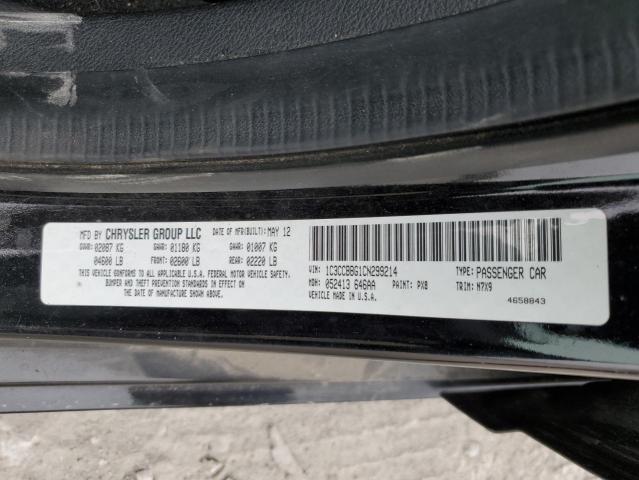 MFD BY CHRYSLER GROUP LLC DATE OF MFR(BUILT): MAY 12
GVWR: 02087 KG GAWR: 01180 KG GAWR: 01007 KG
04600 LB FRONT: 02600 LB REAR: 02220 LB
THIS VEHICLE CONFORMS TO ALL APPLICABLE U.S.A. FEDERAL MOTOR VEHICLE SAFETY,
BUMPER AND THEFT PREVENTION STANDARDS IN EFFECT ON
THE DATE OF MANUFACTURE SHOWN ABOVE.
VIN: 1C3CCBBG1CN299214 TYPE: PASSENGER CAR
MDH: 052413 646AA PAINT: PX8 TRIM: H7X9
MADE IN U.S.A. 4658843